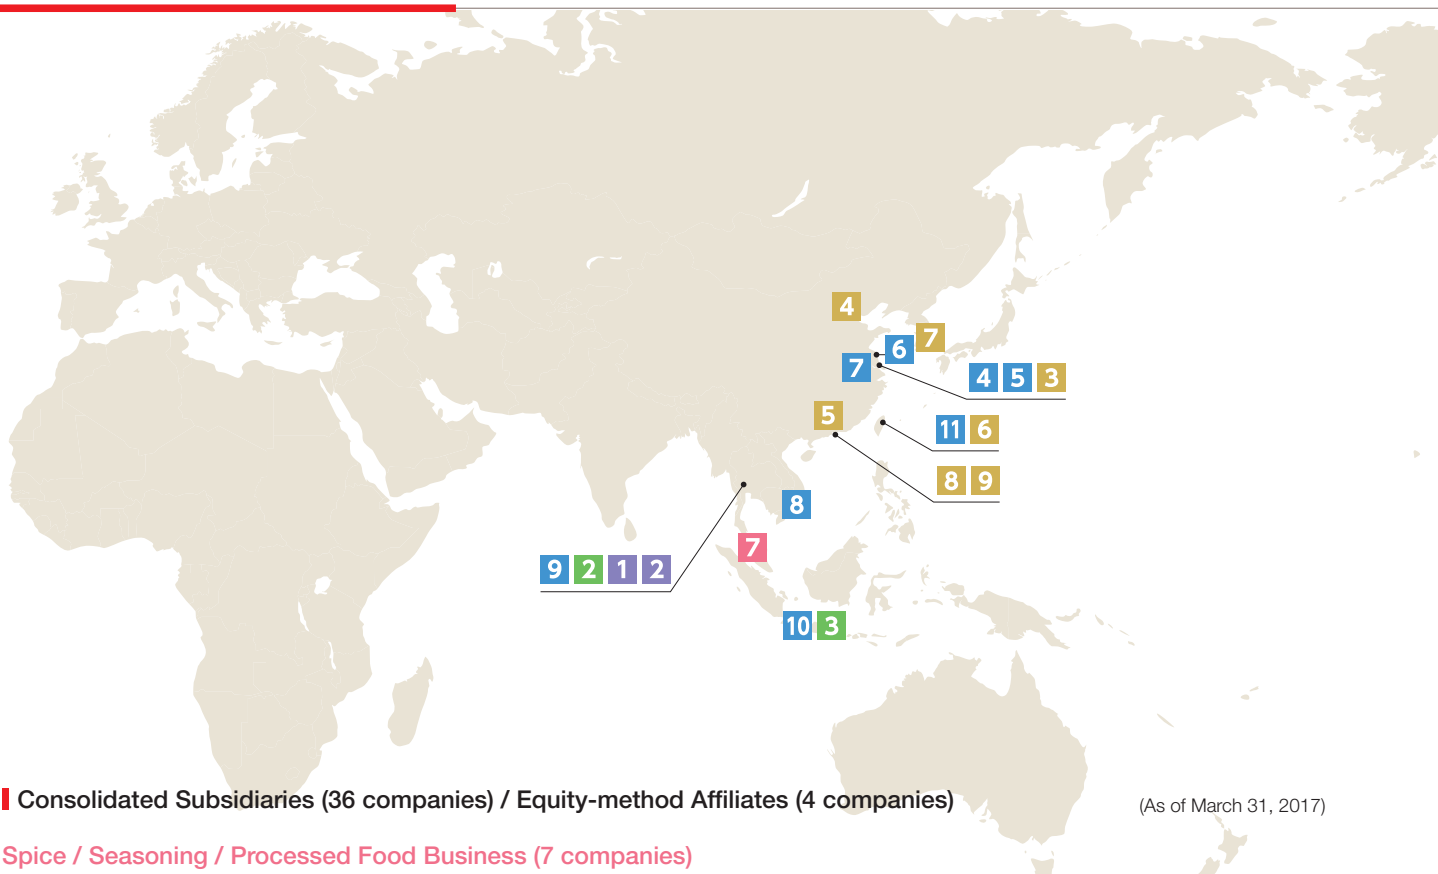 4
7
6
7
4 5 3
5
11 6
8 9
8
7
9 2 1 2
10 3
Consolidated Subsidiaries (36 companies) / Equity-method Affiliates (4 companies)
(As of March 31, 2017)
Spice / Seasoning / Processed Food Business (7 companies)